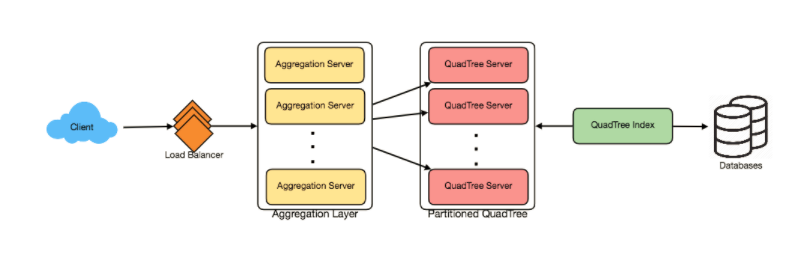 Client
Load Balancer
Aggregation Server
Aggregation Server
Aggregation Server
Aggregation Layer
QuadTree Server
QuadTree Server
QuadTree Server
Partitioned QuadTree
QuadTree Index
Databases